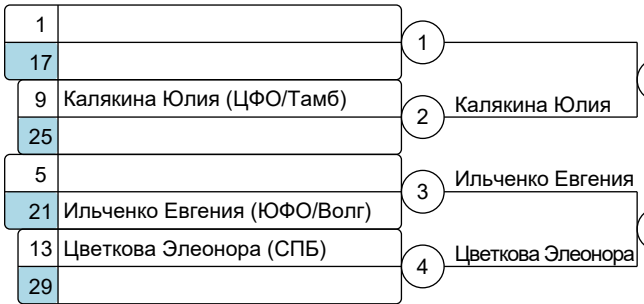 1
17
1
9 Калякина Юлия (ЦФО/Тамб)
25
2
Калякина Юлия
5
21 Ильченко Евгения (ЮФО/Волг)
3
Ильченко Евгения
13 Цветкова Элеонора (СПБ)
29
4
Цветкова Элеонора